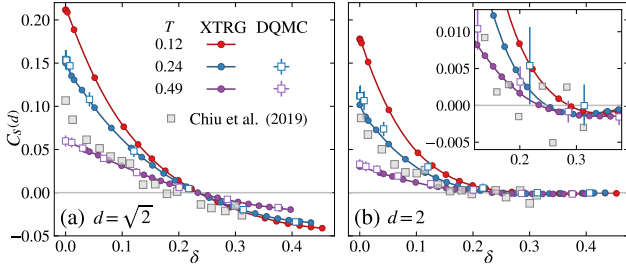 T XTRG DQMC
0.12
0.24
0.49
Chiu et al. (2019)
C_S(d)
0.20
0.15
0.10
0.05
0.00
−0.05
(a) d=√2
0.0 0.1 0.2 0.3 0.4
δ
0.010
0.005
0.000
−0.005
0.2 0.3
(b) d=2
0.0 0.1 0.2 0.3 0.4
δ